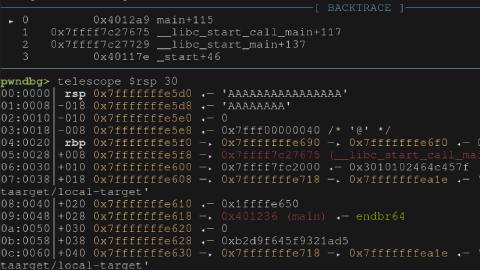 [ BACKTRACE ]
► 0 0x4012a9 main+115
1 0x7ffff7c27675 __libc_start_call_main+117
2 0x7ffff7c27729 __libc_start_main+137
3 0x40117e _start+46
pwndbg> telescope $rsp 30
00:0000│ rsp 0x7fffffffe5d0 ◂— 'AAAAAAAAAAAAAAAA'
01:0008│-018 0x7fffffffe5d8 ◂— 'AAAAAAAA'
02:0010│-010 0x7fffffffe5e0 ◂— 0
03:0018│-008 0x7fffffffe5e8 ◂— 0x7fff00000040 /* '@' */
04:0020│ rbp 0x7fffffffe5f0 —▸ 0x7fffffffe690 —▸ 0x7fffffffe6f0 ◂— 0
05:0028│+008 0x7fffffffe5f8 —▸ 0x7ffff7c27675 (__libc_start_call_mai
06:0030│+010 0x7fffffffe600 —▸ 0x7ffff7fc2000 ◂— 0x3010102464c457f
07:0038│+018 0x7fffffffe608 —▸ 0x7fffffffe718 —▸ 0x7fffffffea1e ◂— '
taarget/local-target'
08:0040│+020 0x7fffffffe610 ◂— 0x1ffffe650
09:0048│+028 0x7fffffffe618 —▸ 0x401236 (main) ◂— endbr64
0a:0050│+030 0x7fffffffe620 ◂— 0
0b:0058│+038 0x7fffffffe628 ◂— 0xb2d9f645f9321ad5
0c:0060│+040 0x7fffffffe630 —▸ 0x7fffffffe718 —▸ 0x7fffffffea1e ◂— '
taarget/local-target'